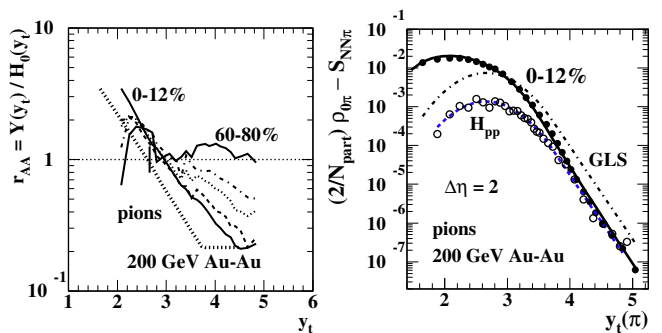 r_AA = Y(y_t) / H_0(y_t)
10
1
10^-1
0-12%
60-80%
pions
200 GeV Au-Au
1 2 3 4 5 6
y_t
(2/N_part) ρ_0π − S_NNπ
10^-1
10^-2
10^-3
10^-4
10^-5
10^-6
10^-7
0-12%
H_pp
GLS
Δη = 2
pions
200 GeV Au-Au
2 3 4 5
y_t(π)